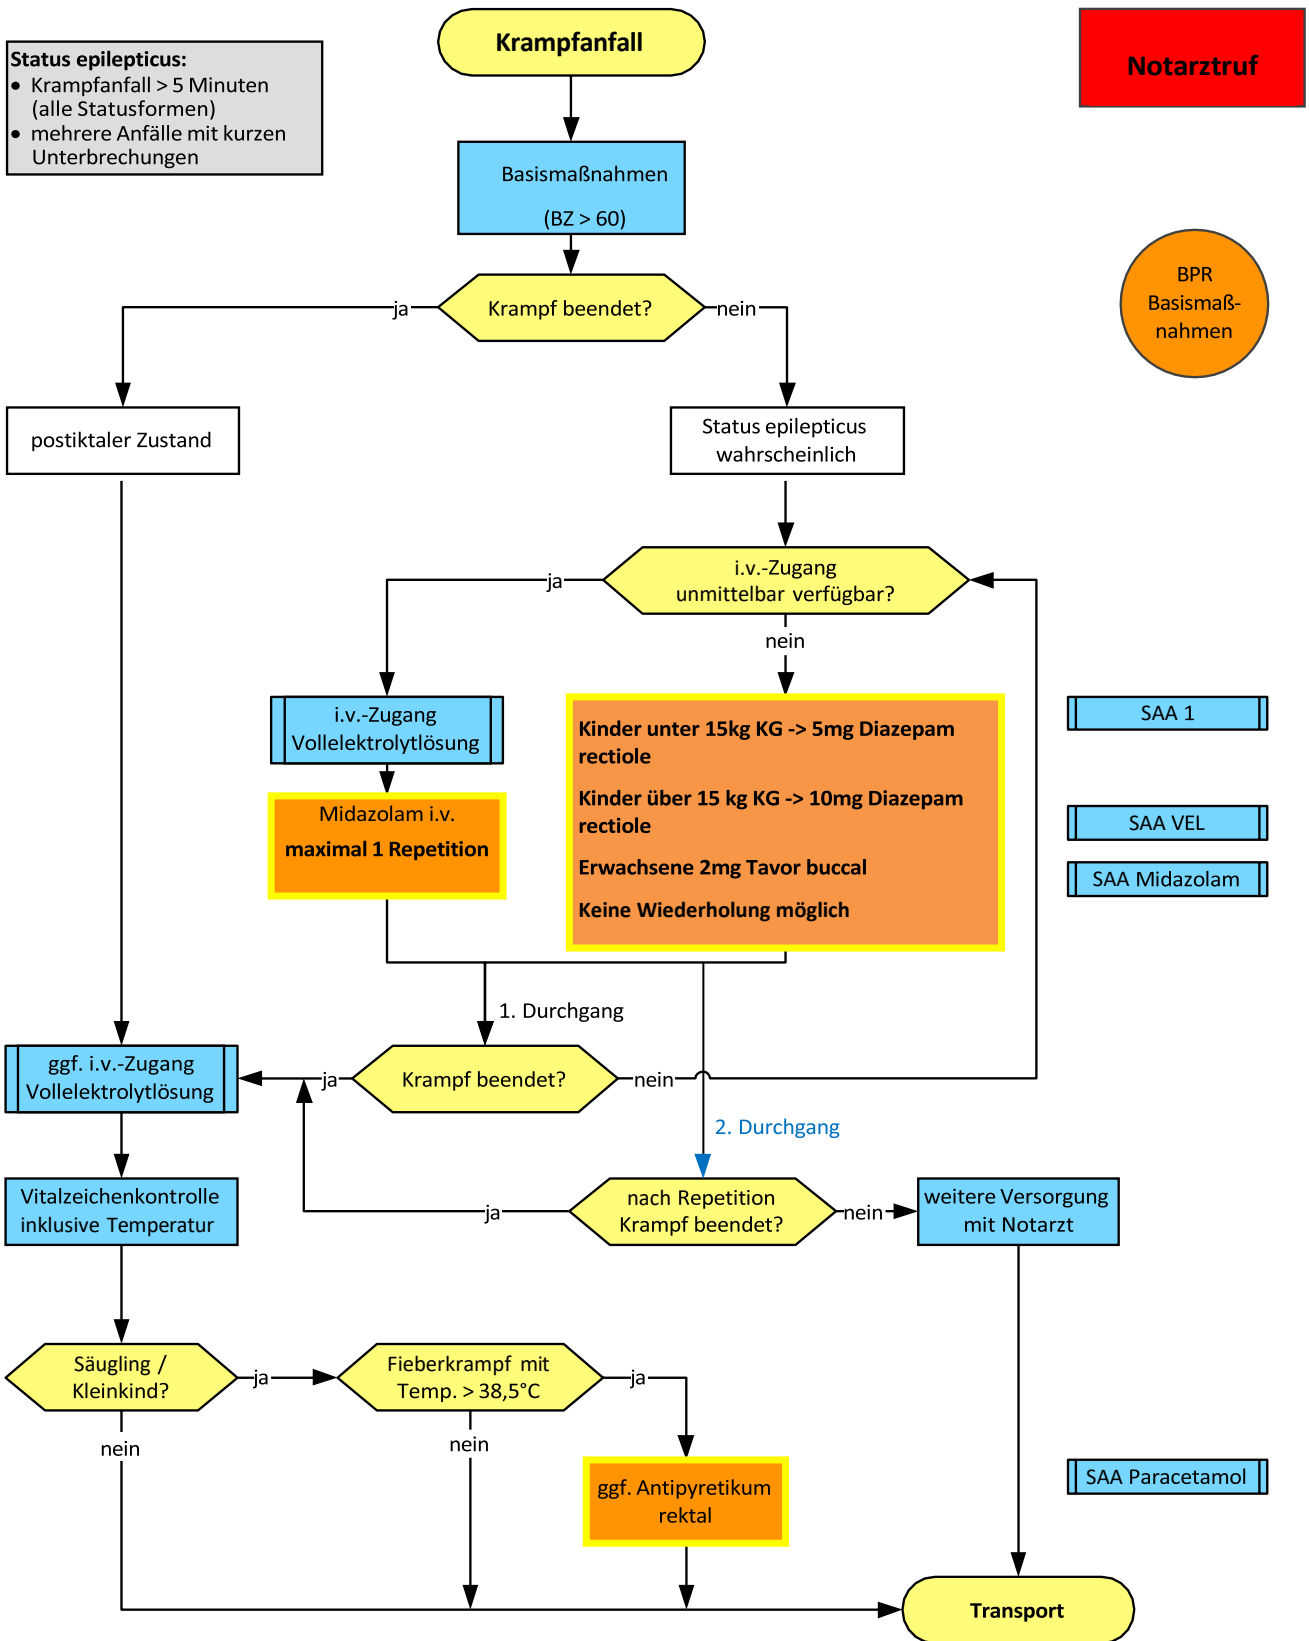 Krampfanfall
Notarztruf
Status epilepticus:
• Krampfanfall > 5 Minuten
(alle Statusformen)
• mehrere Anfälle mit kurzen
Unterbrechungen
Basismaßnahmen
(BZ > 60)
BPR
Basismaß-
nahmen
ja
Krampf beendet?
nein
postiktaler Zustand
Status epilepticus
wahrscheinlich
ja
i.v.-Zugang
unmittelbar verfügbar?
nein
i.v.-Zugang
Vollelektrolytlösung
Midazolam i.v.
maximal 1 Repetition
Kinder unter 15kg KG -> 5mg Diazepam
rectiole
Kinder über 15 kg KG -> 10mg Diazepam
rectiole
Erwachsene 2mg Tavor buccal
Keine Wiederholung möglich
SAA 1
SAA VEL
SAA Midazolam
1. Durchgang
ggf. i.v.-Zugang
Vollelektrolytlösung
ja
Krampf beendet?
nein
2. Durchgang
Vitalzeichenkontrolle
inklusive Temperatur
ja
nach Repetition
Krampf beendet?
nein
weitere Versorgung
mit Notarzt
Säugling /
Kleinkind?
ja
Fieberkrampf mit
Temp. > 38,5°C
ja
nein
nein
ggf. Antipyretikum
rektal
SAA Paracetamol
Transport